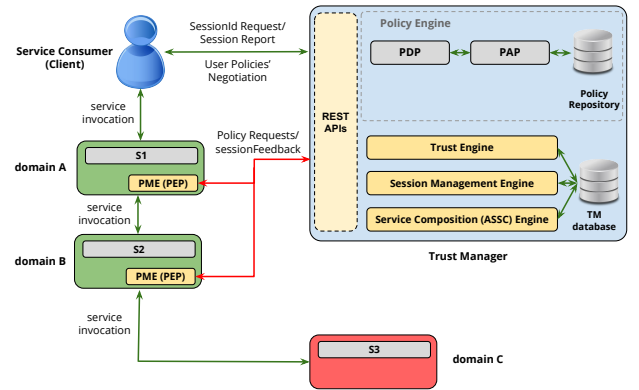 SessionId Request/
Session Report
Service Consumer
(Client)
User Policies'
Negotiation
Policy Engine
PDP
PAP
Policy
Repository
REST
APIs
service
invocation
Policy Requests/
sessionFeedback
Trust Engine
Session Management Engine
Service Composition (ASSC) Engine
TM
database
Trust Manager
domain A
S1
PME (PEP)
service
invocation
domain B
S2
PME (PEP)
service
invocation
S3
domain C